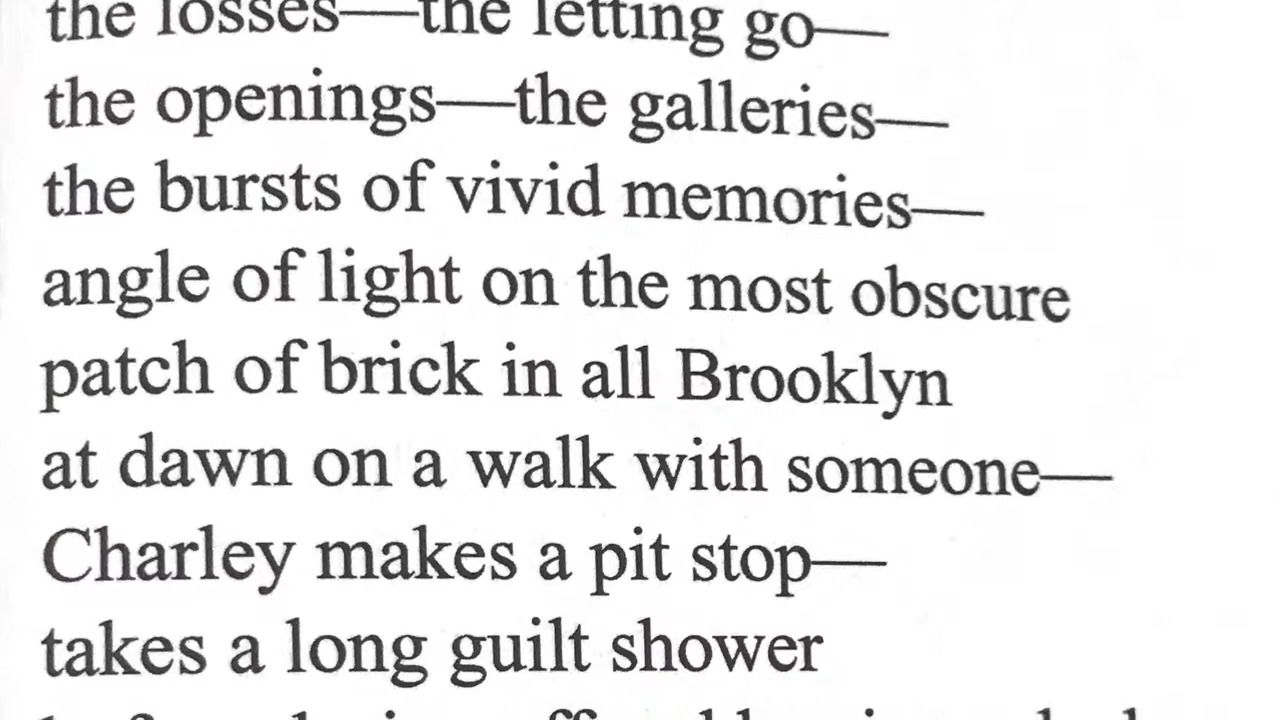 the losses—the letting go—
the openings—the galleries—
the bursts of vivid memories—
angle of light on the most obscure
patch of brick in all Brooklyn
at dawn on a walk with someone—
Charley makes a pit stop—
takes a long guilt shower